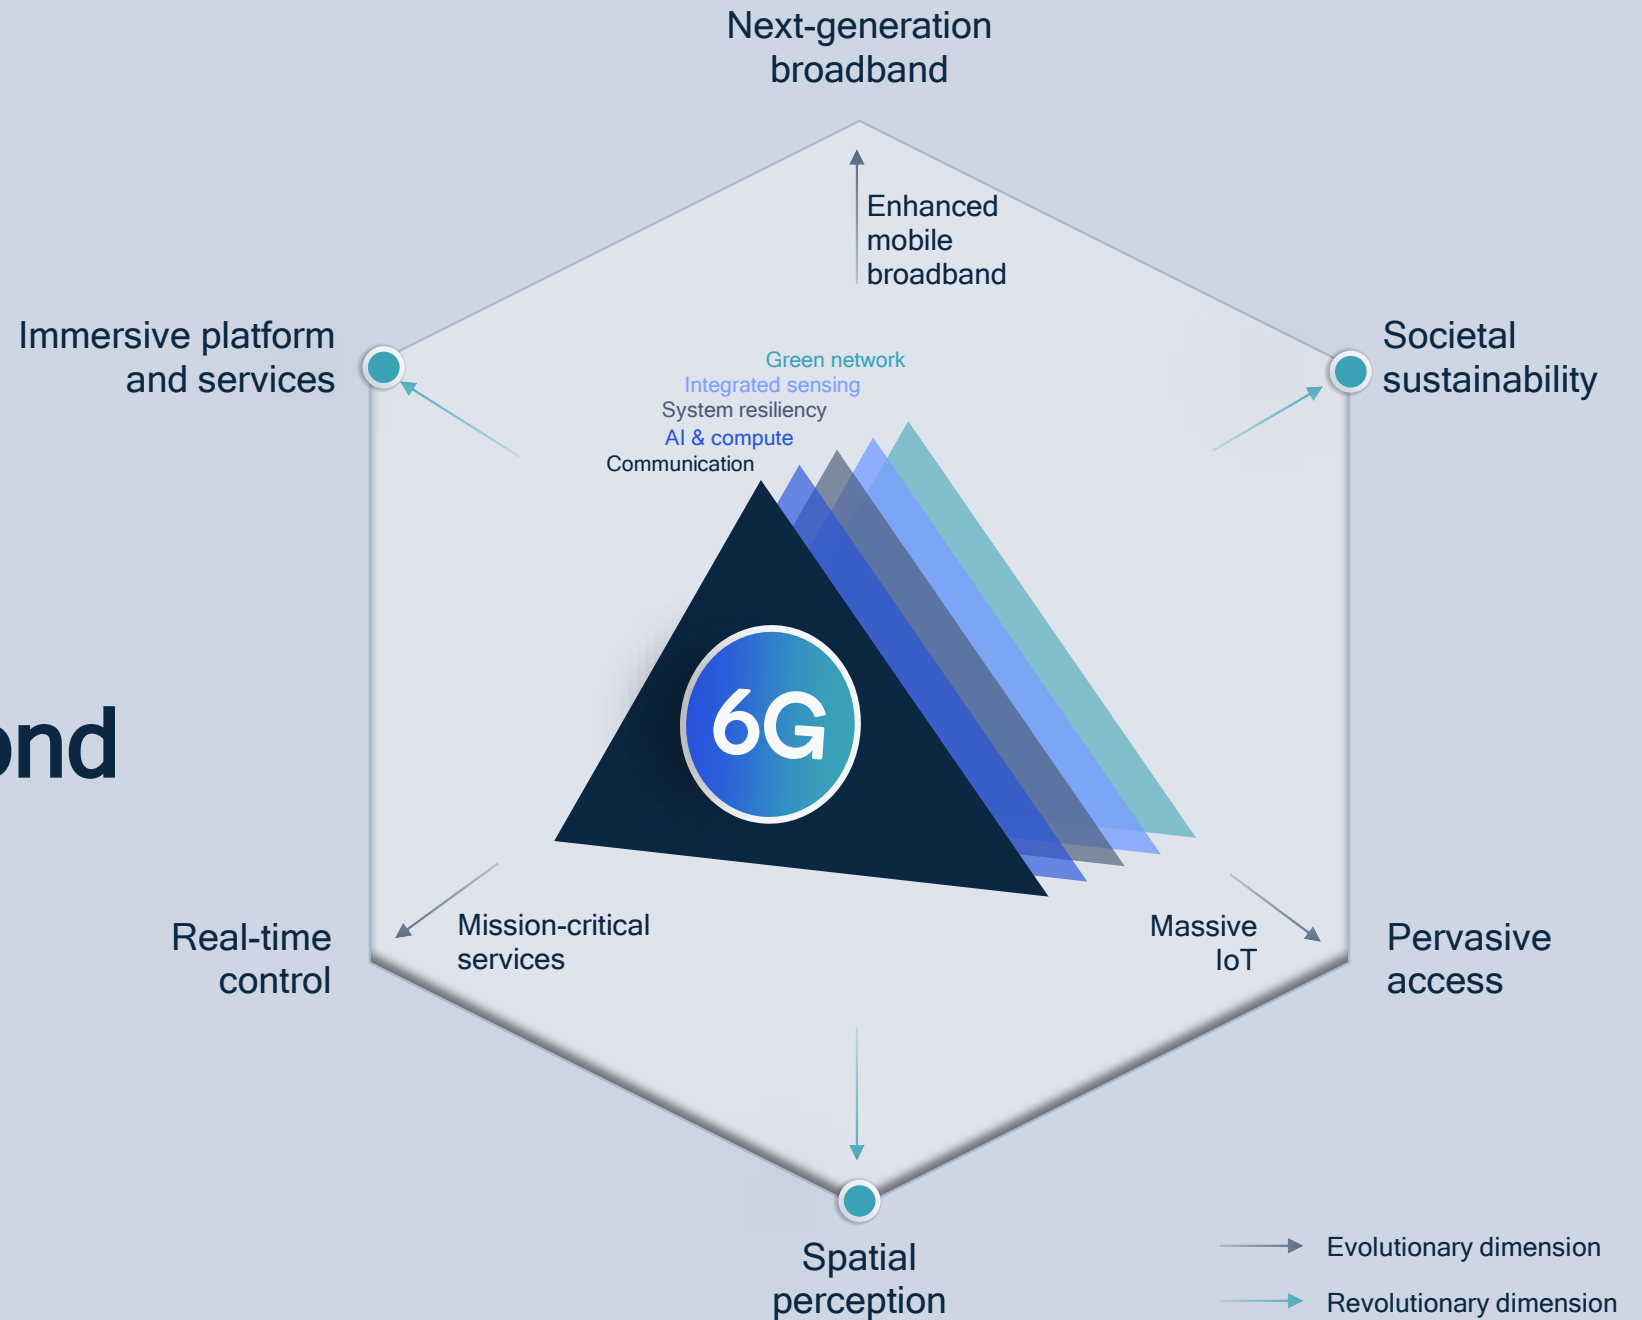 Next-generation
broadband
Enhanced
mobile
broadband
Immersive platform
and services
Societal
sustainability
Green network
Integrated sensing
System resiliency
AI & compute
Communication
6G
ond
Real-time
control
Mission-critical
services
Massive
IoT
Pervasive
access
Spatial
perception
Evolutionary dimension
Revolutionary dimension